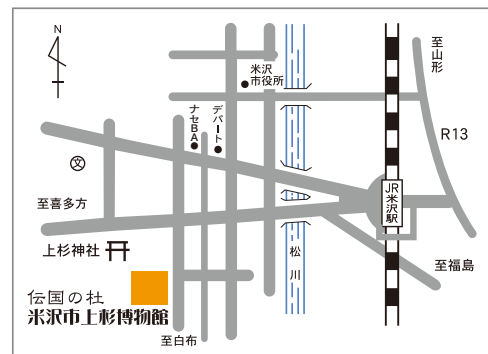 N
至山形
米沢
市役所
デパート
ナセBA
R13
文
至喜多方
JR米沢駅
上杉神社
松川
至福島
伝国の杜
米沢市上杉博物館
至白布